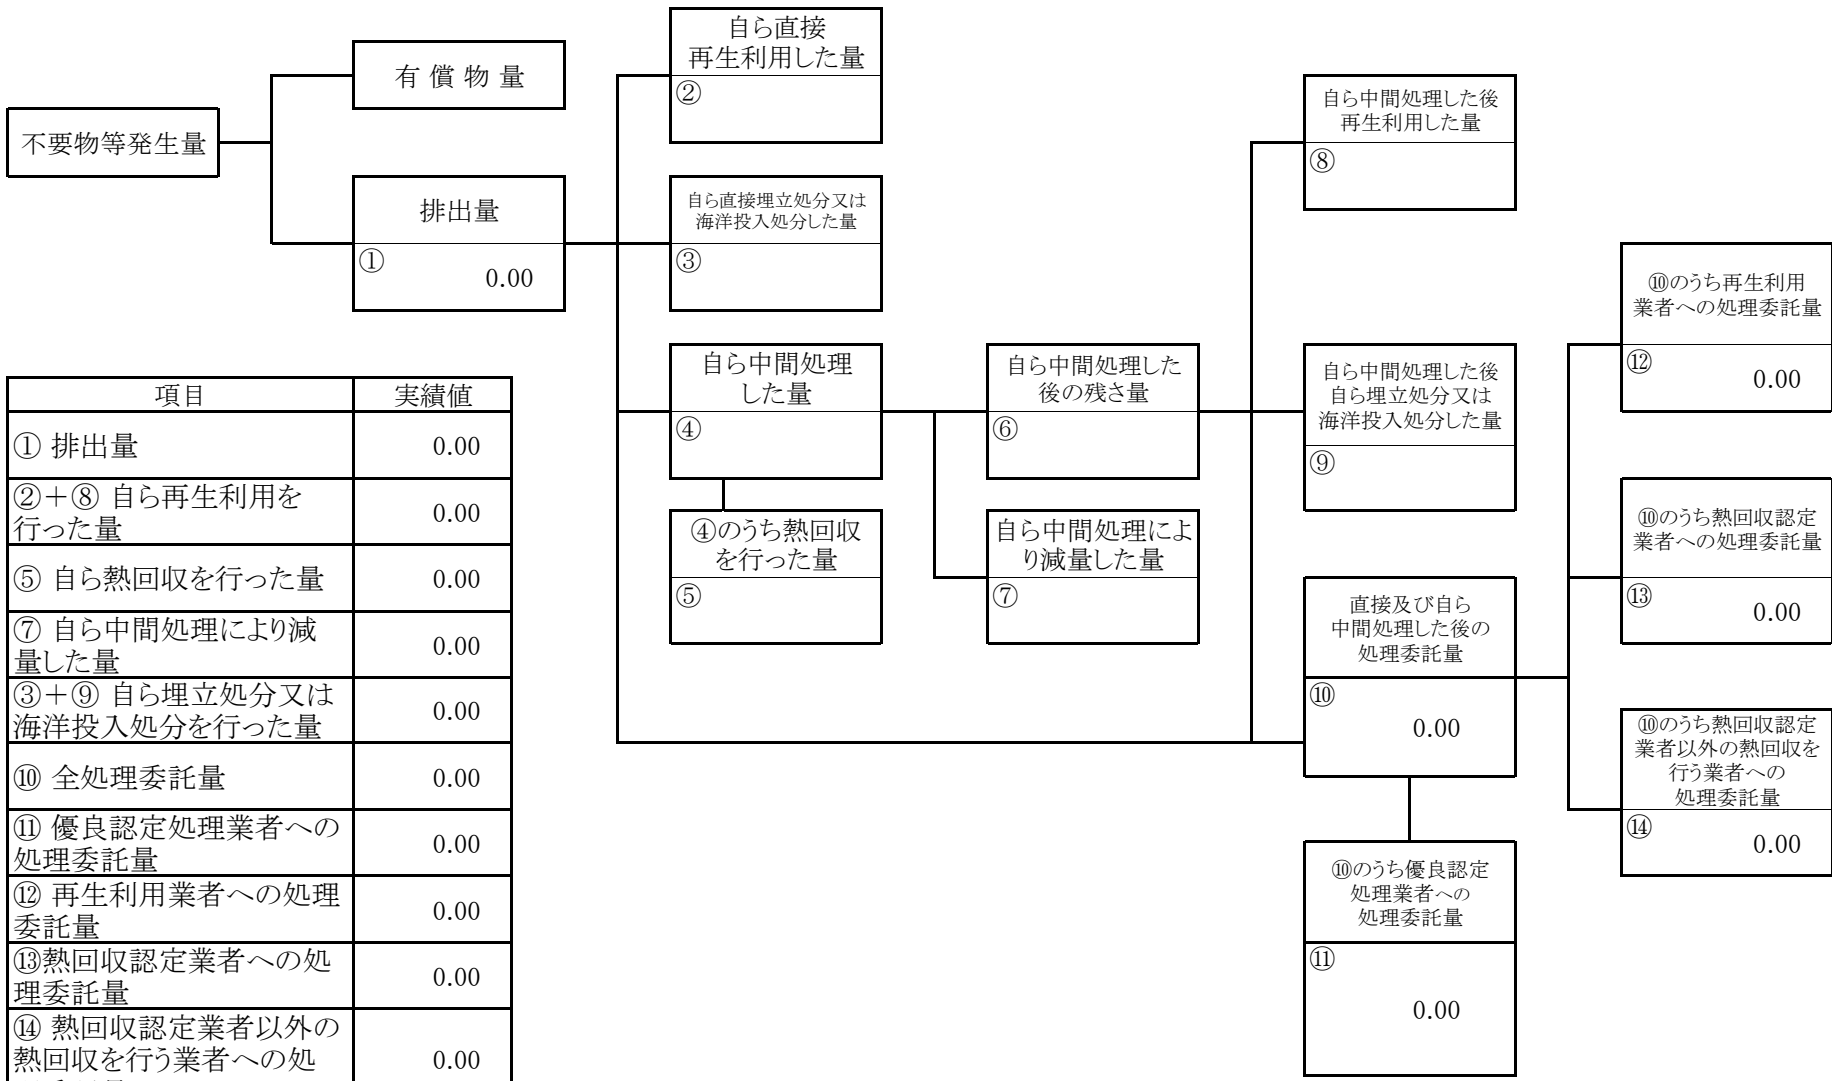 不要物等発生量
有 償 物 量
排出量
①
0.00
自ら直接
再生利用した量
②
自ら直接埋立処分又は
海洋投入処分した量
③
自ら中間処理
した量
④
④のうち熱回収
を行った量
⑤
自ら中間処理した
後の残さ量
⑥
自ら中間処理によ
り減量した量
⑦
自ら中間処理した後
再生利用した量
⑧
自ら中間処理した後
自ら埋立処分又は
海洋投入処分した量
⑨
直接及び自ら
中間処理した後の
処理委託量
⑩
0.00
⑩のうち優良認定
処理業者への
処理委託量
⑪
0.00
⑩のうち再生利用
業者への処理委託量
⑫
0.00
⑩のうち熱回収認定
業者への処理委託量
⑬
0.00
⑩のうち熱回収認定
業者以外の熱回収を
行う業者への
処理委託量
⑭
0.00
項目 実績値
① 排出量 0.00
②＋⑧ 自ら再生利用を
行った量
0.00
⑤ 自ら熱回収を行った量 0.00
⑦ 自ら中間処理により減
量した量
0.00
③＋⑨ 自ら埋立処分又は
海洋投入処分を行った量
0.00
⑩ 全処理委託量 0.00
⑪ 優良認定処理業者への
処理委託量
0.00
⑫ 再生利用業者への処理
委託量
0.00
⑬熱回収認定業者への処
理委託量
0.00
⑭ 熱回収認定業者以外の
熱回収を行う業者への処
0.00